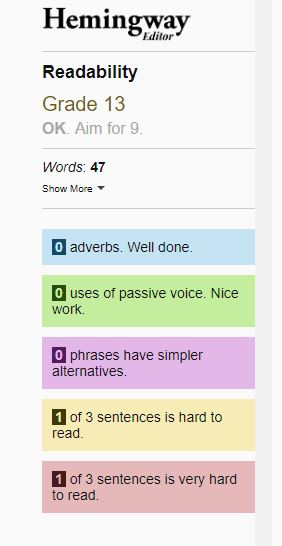 Hemingway
Editor
Readability
Grade 13
OK. Aim for 9.
Words: 47
Show More
0 adverbs. Well done.
0 uses of passive voice. Nice
work.
0 phrases have simpler
alternatives.
1 of 3 sentences is hard to
read.
1 of 3 sentences is very hard
to read.